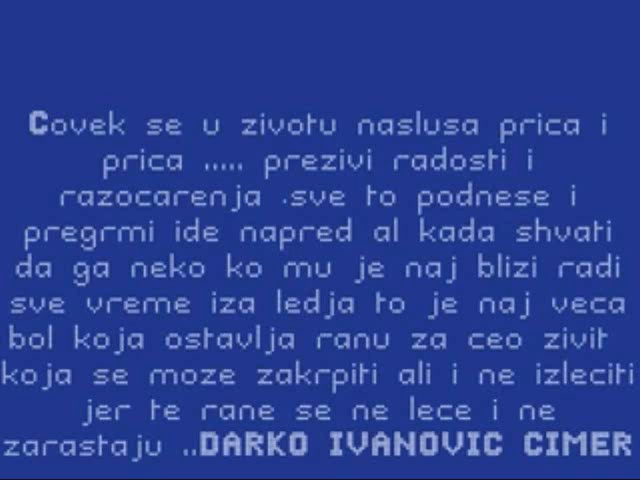 Covek se u zivotu naslusa prica i
prica ..... prezivi radosti i
razocarenja .sve to podnese i
pregrmi ide napred al kada shvati
da ga neko ko mu je naj blizi radi
sve vreme iza ledja to je naj veca
bol koja ostavlja ranu za ceo zivit
koja se moze zakrpiti ali i ne izleciti
jer te rane se ne lece i ne
zarastaju ..DARKO IVANOVIC CIMER